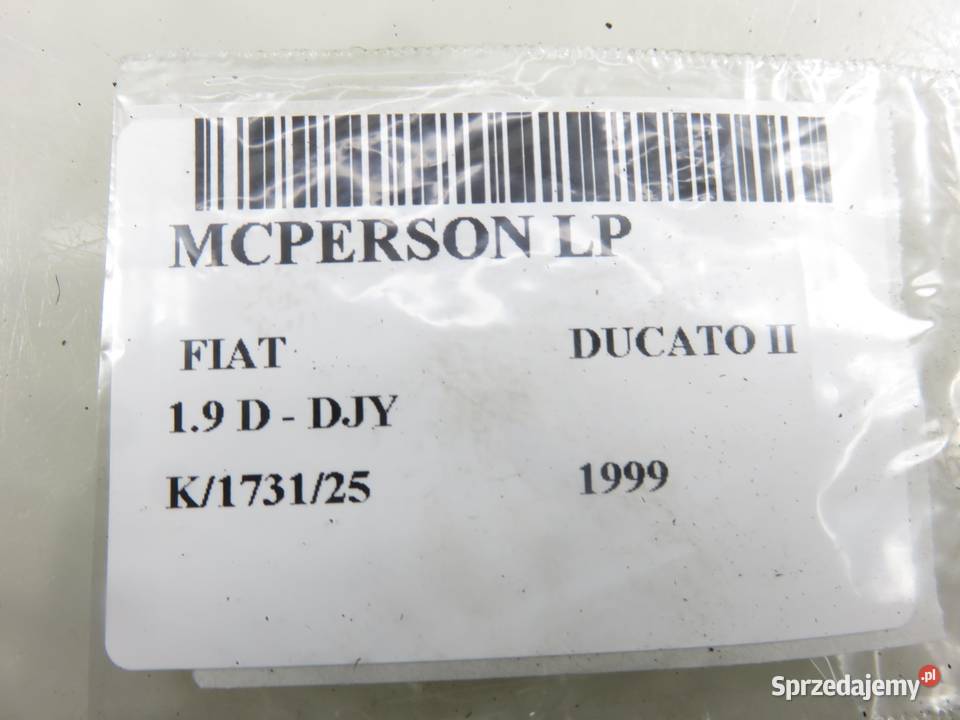 MCPERSON LP
FIAT DUCATO II
1.9 D - DJY
K/1731/25 1999
Sprzedajemy.pl